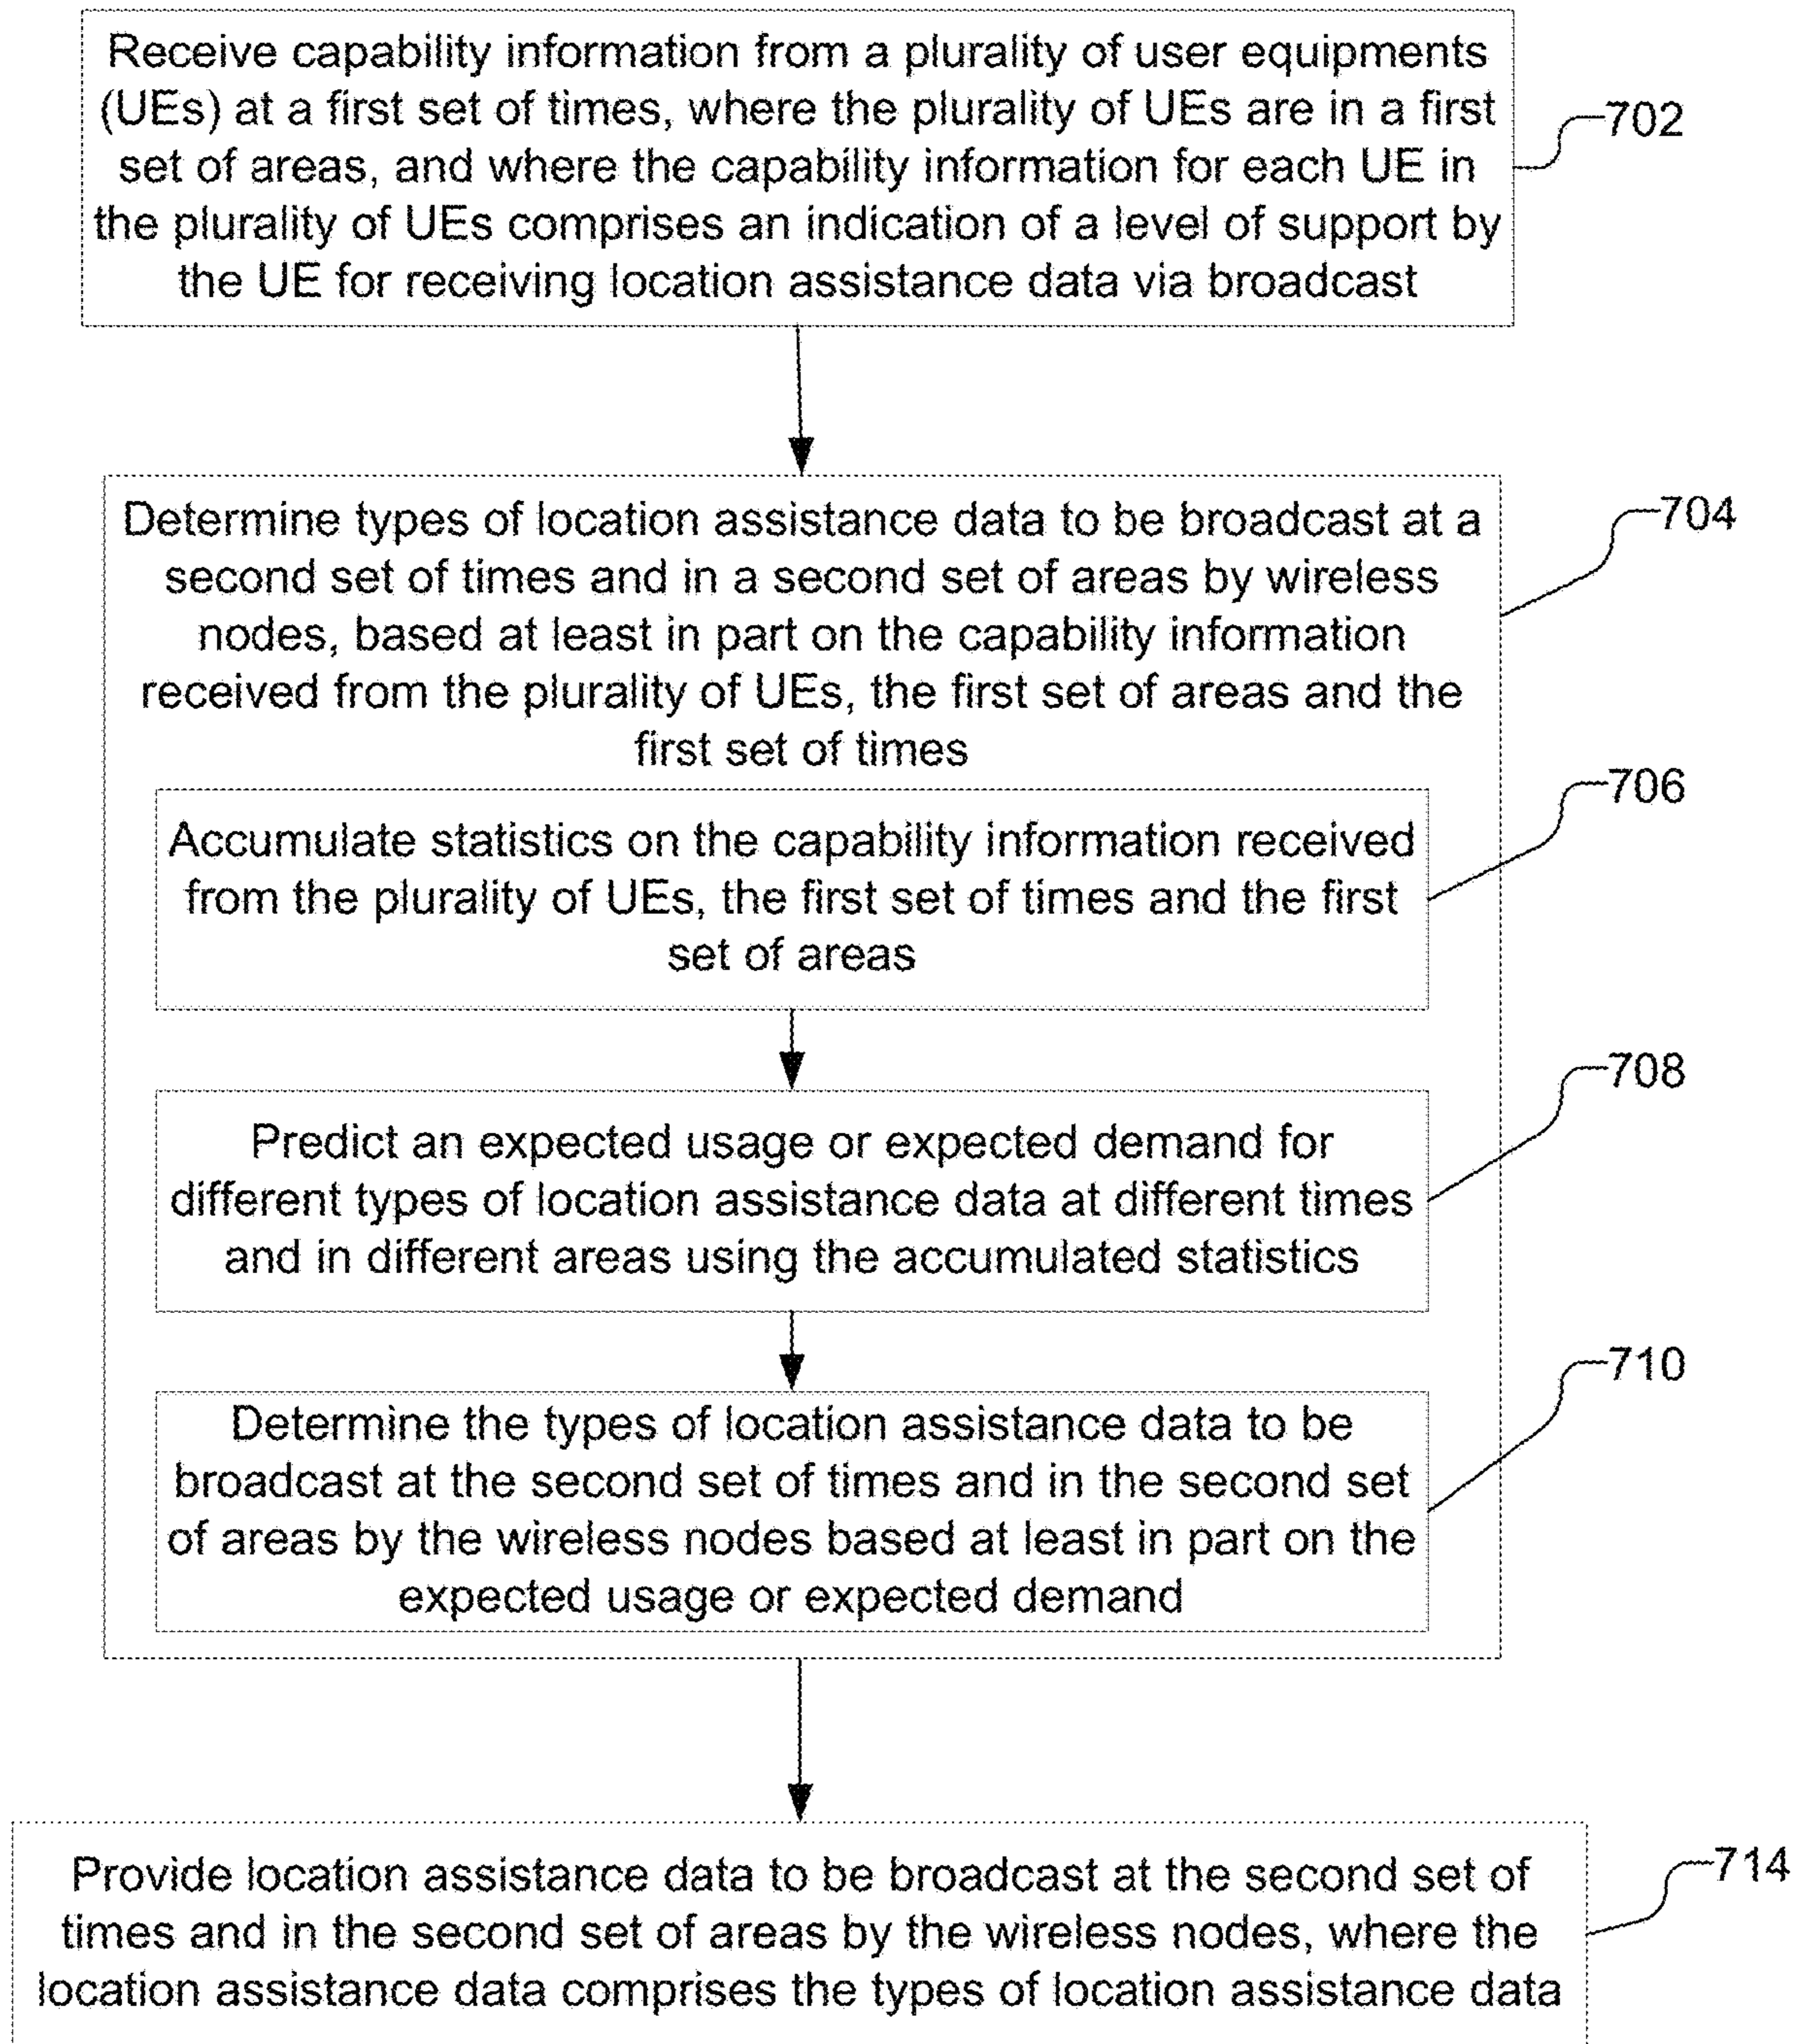 Receive capability information from a plurality of user equipments
(UEs) at a first set of times, where the plurality of UEs are in a first
set of areas, and where the capability information for each UE in
the plurality of UEs comprises an indication of a level of support by
the UE for receiving location assistance data via broadcast
702
Determine types of location assistance data to be broadcast at a
second set of times and in a second set of areas by wireless
nodes, based at least in part on the capability information
received from the plurality of UEs, the first set of areas and the
first set of times
704
Accumulate statistics on the capability information received
from the plurality of UEs, the first set of times and the first
set of areas
706
Predict an expected usage or expected demand for
different types of location assistance data at different times
and in different areas using the accumulated statistics
708
Determine the types of location assistance data to be
broadcast at the second set of times and in the second set
of areas by the wireless nodes based at least in part on the
expected usage or expected demand
710
Provide location assistance data to be broadcast at the second set of
times and in the second set of areas by the wireless nodes, where the
location assistance data comprises the types of location assistance data
714